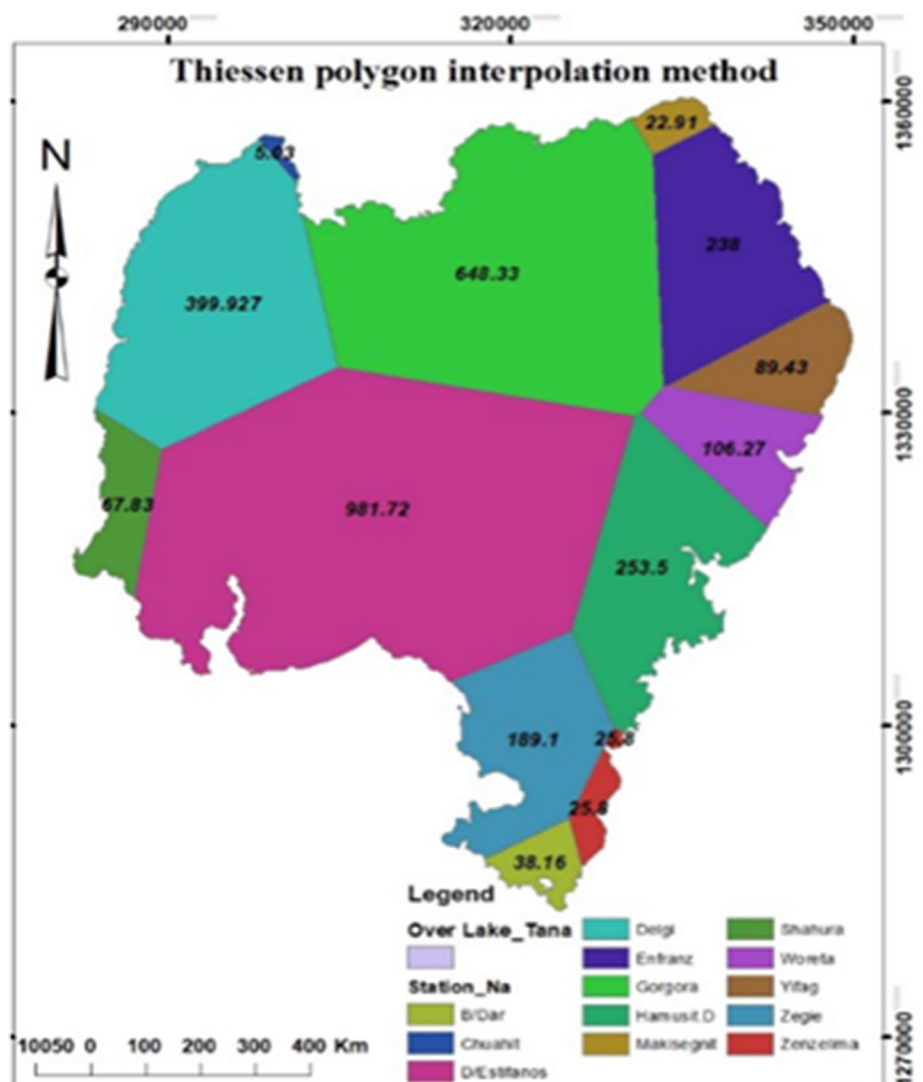 290000 320000 3500000
Thiessen polygon interpolation method
N
1360000
22.91
5.03
238
648.33
399.927
89.43
1330000
106.27
67.83
981.72
253.5
189.1
25.8
1300000
25.8
38.16
Legend
Over Lake_Tana
Station_Na
B/Dar
Chuahit
D/Estifanos
Delgi
Enfranz
Gorgora
Hamusit.D
Maksegnit
Shahura
Woreta
Yifag
Zegie
Zenzelima
10050 0 100 200 300 400 Km
1270000